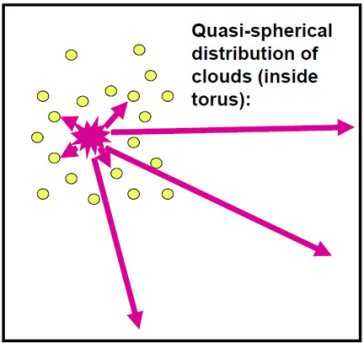 Quasi-spherical
distribution of
clouds (inside
torus):